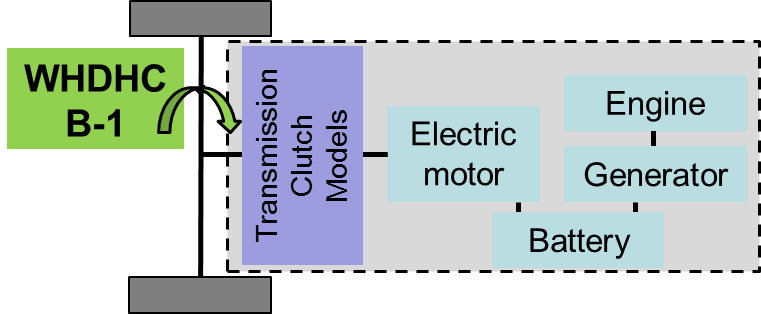 WHDHC
B-1
Transmission
Clutch
Models
Electric
motor
Engine
Generator
Battery